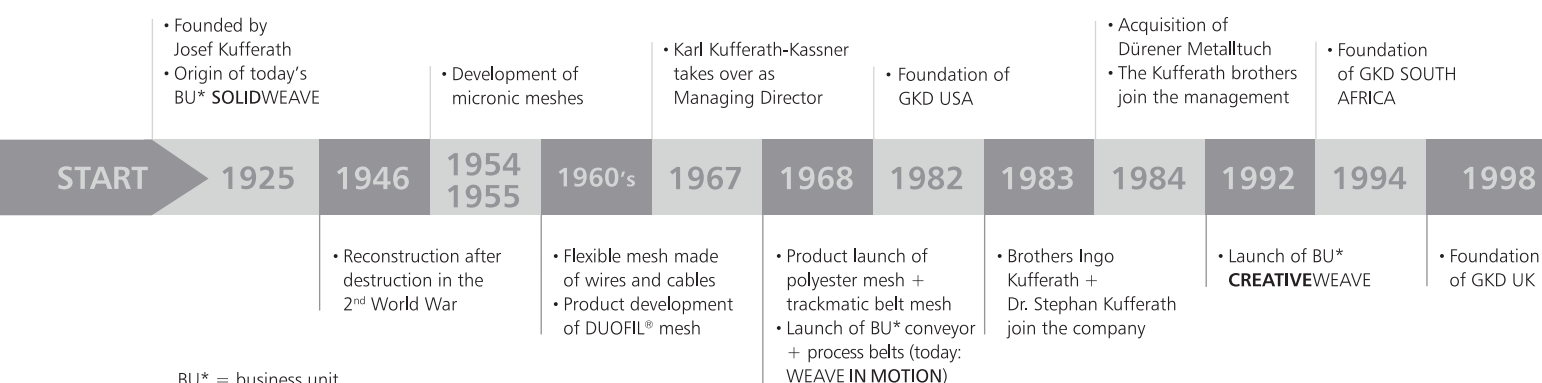 • Founded by
Josef Kufferath
• Origin of today's
BU* SOLIDWEAVE
• Development of
micronic meshes
• Karl Kufferath-Kassner
takes over as
Managing Director
• Foundation of
GKD USA
• Acquisition of
Dürener Metalltuch
• The Kufferath brothers
join the management
• Foundation
of GKD SOUTH
AFRICA
START
1925
1946
1954
1955
1960's
1967
1968
1982
1983
1984
1992
1994
1998
• Reconstruction after
destruction in the
2nd World War
• Flexible mesh made
of wires and cables
• Product development
of DUOFIL® mesh
• Product launch of
polyester mesh +
trackmatic belt mesh
• Launch of BU* conveyor
+ process belts (today:
WEAVE IN MOTION)
• Brothers Ingo
Kufferath +
Dr. Stephan Kufferath
join the company
• Launch of BU*
CREATIVEWEAVE
• Foundation
of GKD UK
BU* = business unit